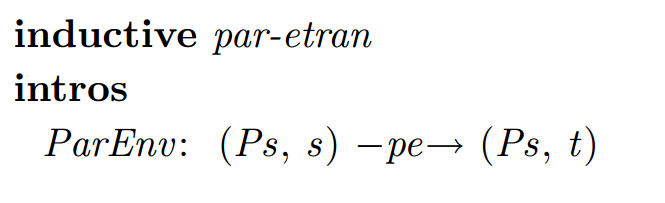 inductive par-etran
intros
ParEnv: (Ps, s) −pe→ (Ps, t)